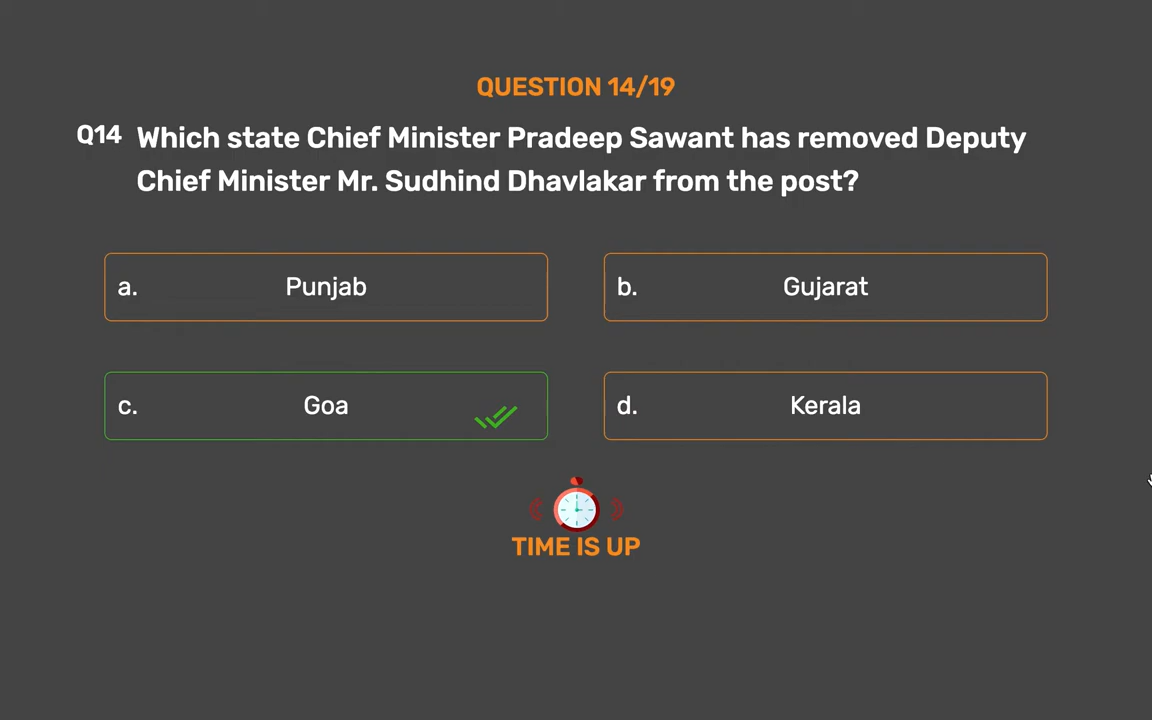 QUESTION 14/19
Q14 Which state Chief Minister Pradeep Sawant has removed Deputy
Chief Minister Mr. Sudhind Dhavlakar from the post?
a. Punjab
b. Gujarat
c. Goa
d. Kerala
TIME IS UP